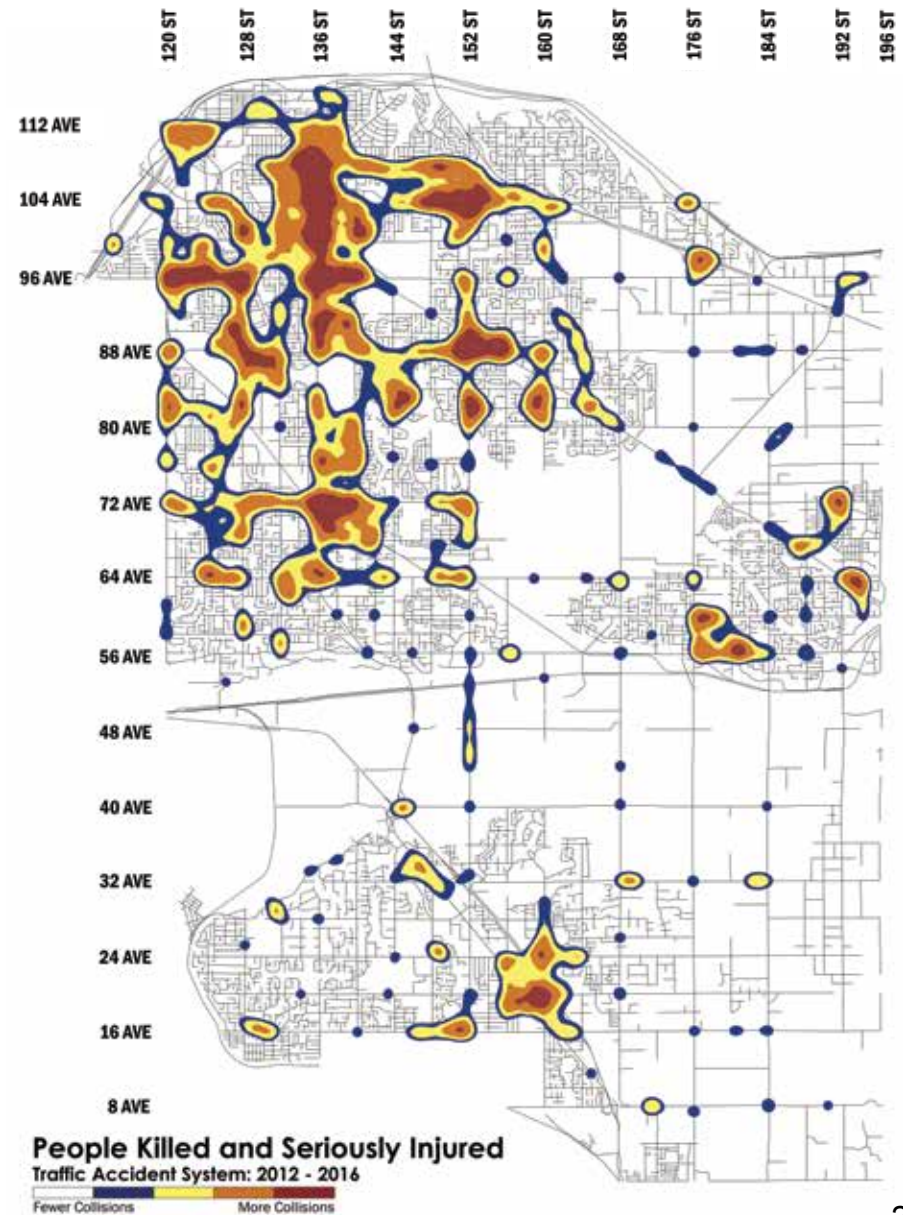 120 ST
128 ST
136 ST
144 ST
152 ST
160 ST
168 ST
176 ST
184 ST
192 ST
196 ST
112 AVE
104 AVE
96 AVE
88 AVE
80 AVE
72 AVE
64 AVE
56 AVE
48 AVE
40 AVE
32 AVE
24 AVE
16 AVE
8 AVE
People Killed and Seriously Injured
Traffic Accident System: 2012 - 2016
Fewer Collisions More Collisions